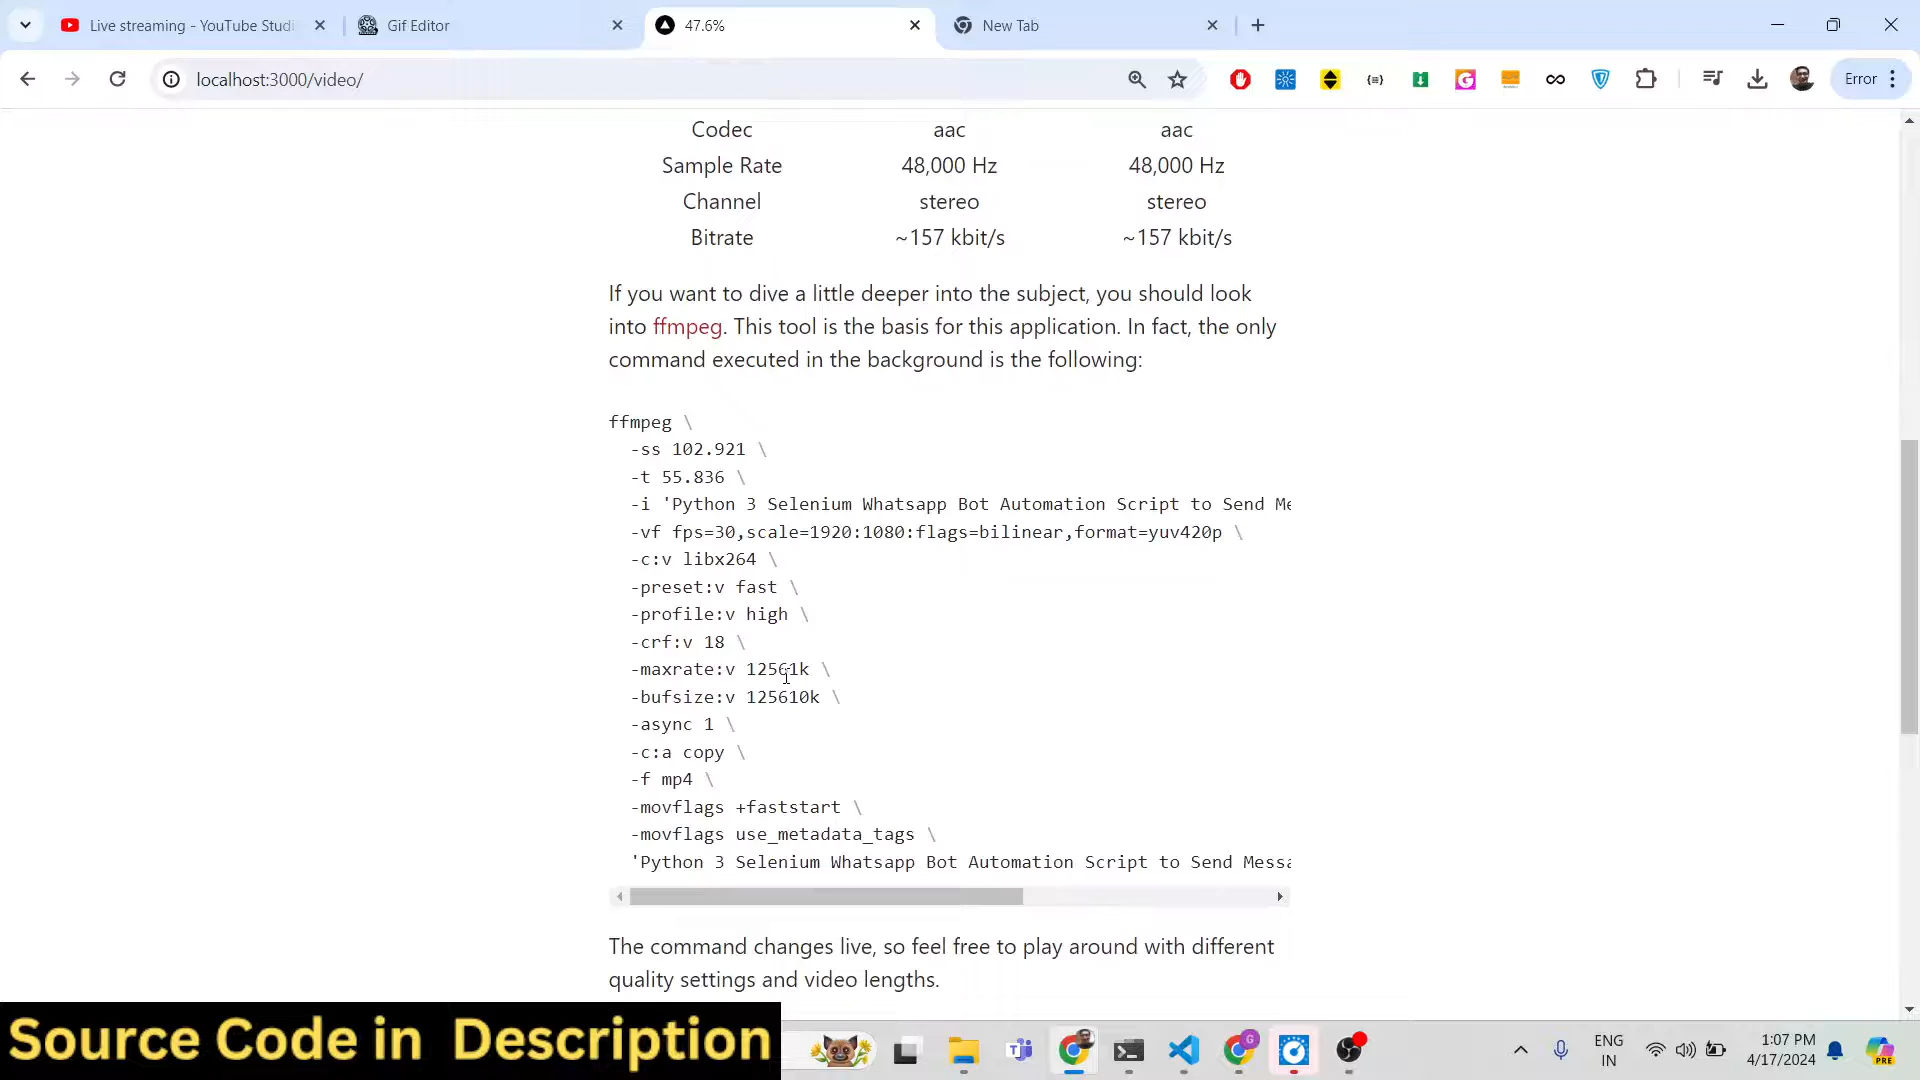 Live streaming - YouTube Studi
Gif Editor
47.6%
New Tab
localhost:3000/video/
Error
Codec aac aac
Sample Rate 48,000 Hz 48,000 Hz
Channel stereo stereo
Bitrate ~157 kbit/s ~157 kbit/s
If you want to dive a little deeper into the subject, you should look
into ffmpeg. This tool is the basis for this application. In fact, the only
command executed in the background is the following:
ffmpeg \
-ss 102.921 \
-t 55.836 \
-i 'Python 3 Selenium Whatsapp Bot Automation Script to Send Me
-vf fps=30,scale=1920:1080:flags=bilinear,format=yuv420p \
-c:v libx264 \
-preset:v fast \
-profile:v high \
-crf:v 18 \
-maxrate:v 12561k \
-bufsize:v 125610k \
-async 1 \
-c:a copy \
-f mp4 \
-movflags +faststart \
-movflags use_metadata_tags \
'Python 3 Selenium Whatsapp Bot Automation Script to Send Messa
The command changes live, so feel free to play around with different
quality settings and video lengths.
Source Code in Description
ENG
IN
1:07 PM
4/17/2024
PRE